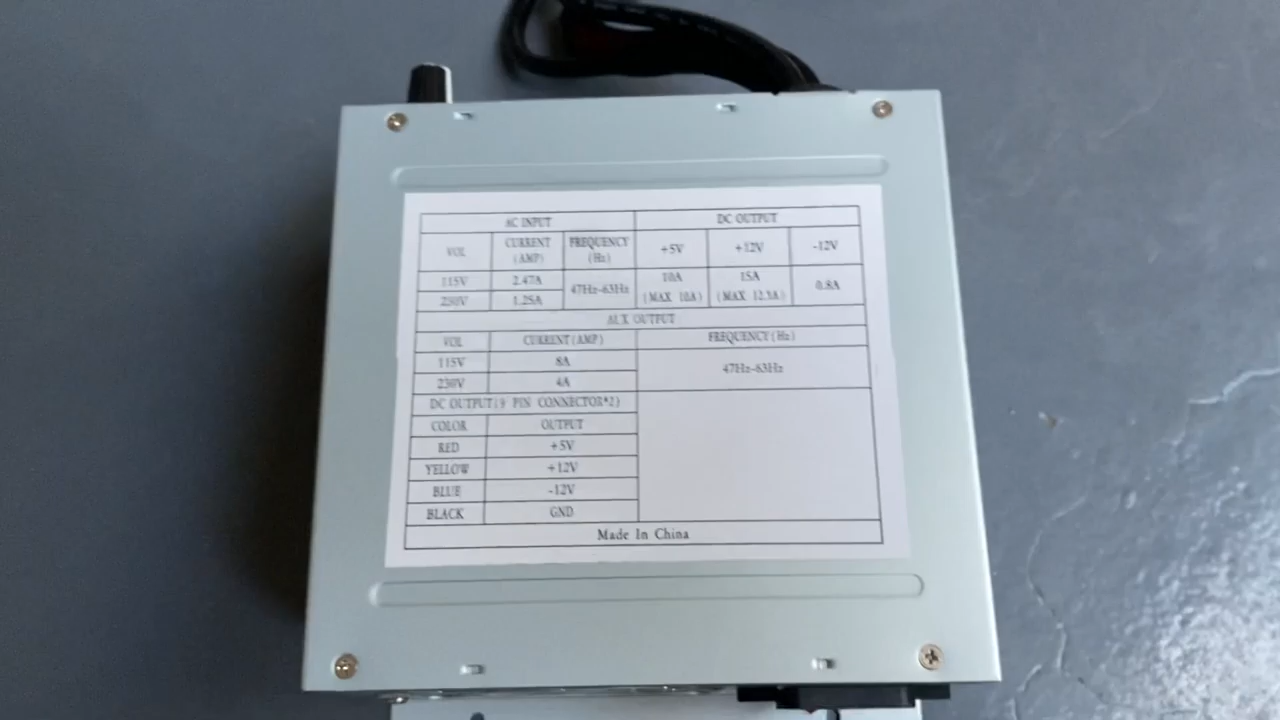 AC INPUT DC OUTPUT
VOL CURRENT (AMP) FREQUENCY (Hz) +5V +12V -12V
115V 2.47A 47Hz-63Hz 10A (MAX 10A) 15A (MAX 12.3A) 0.8A
230V 1.25A
AUX OUTPUT
VOL CURRENT(AMP) FREQUENCY(Hz)
115V 8A 47Hz-63Hz
230V 4A
DC OUTPUT(9 PIN CONNECTOR*2)
COLOR OUTPUT
RED +5V
YELLOW +12V
BLUE -12V
BLACK GND
Made In China